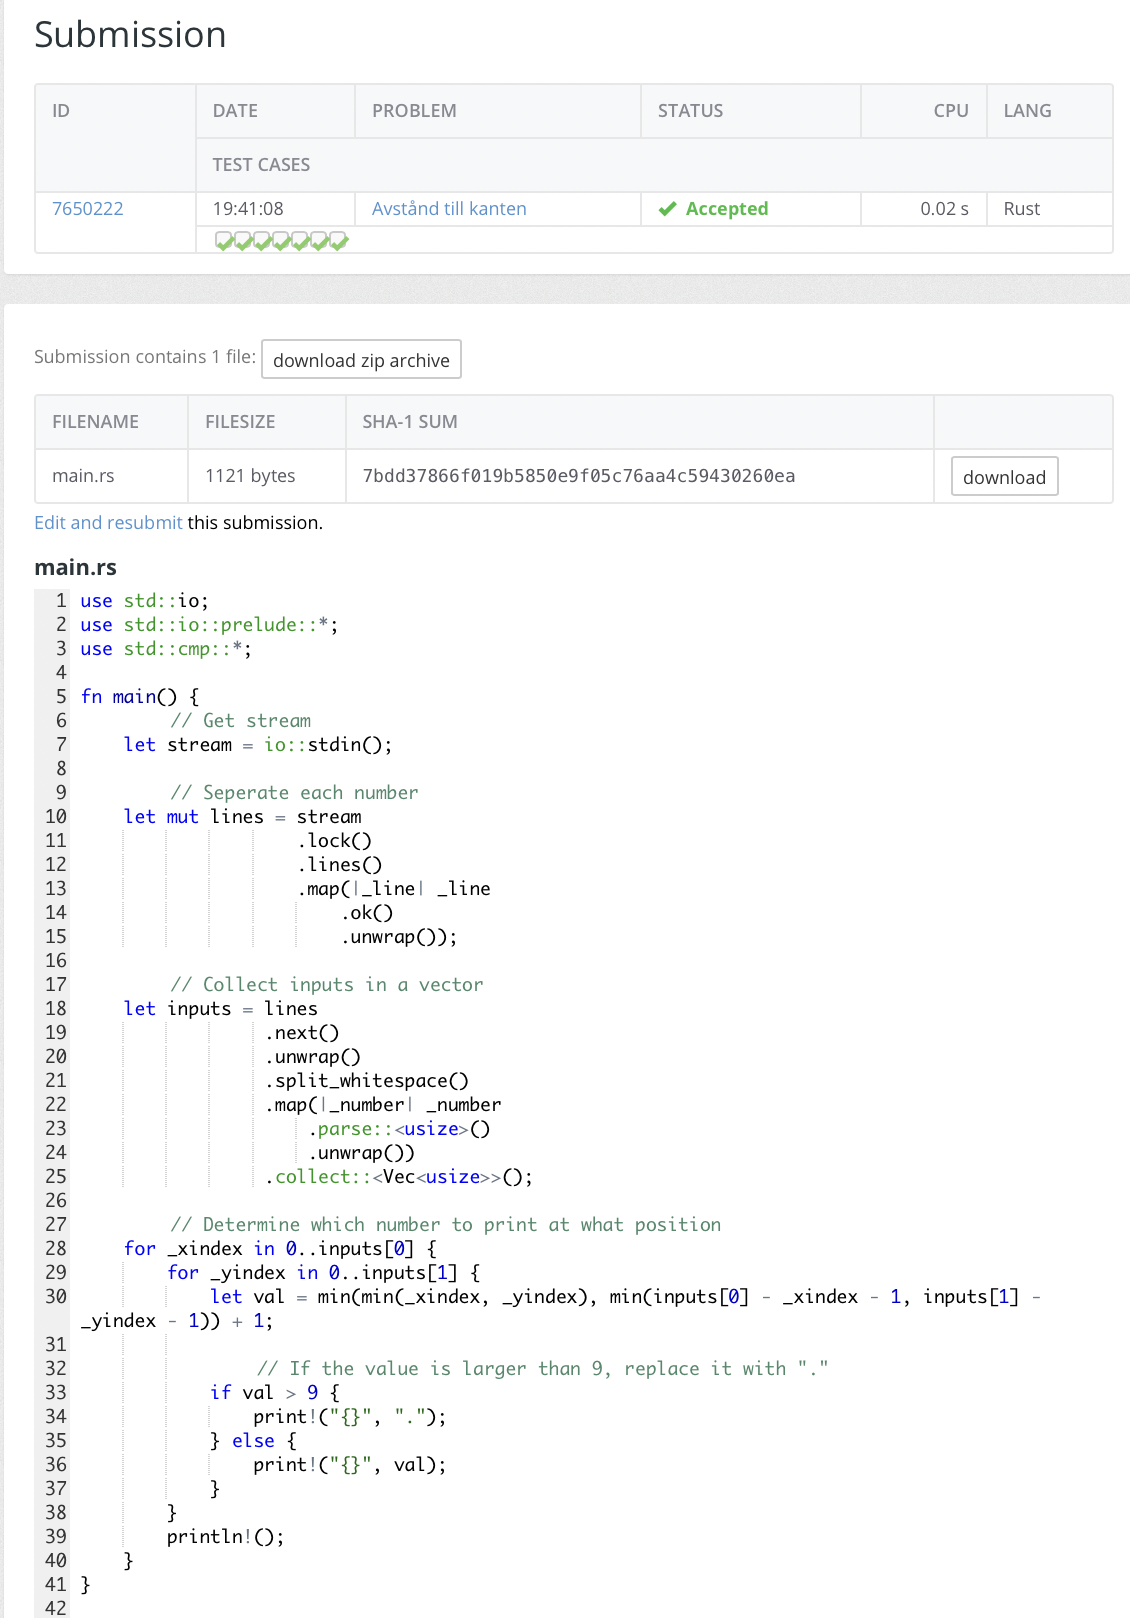 Submission
ID DATE PROBLEM STATUS CPU LANG
TEST CASES
7650222 19:41:08 Avstånd till kanten Accepted 0.02 s Rust
Submission contains 1 file: download zip archive
FILENAME FILESIZE SHA-1 SUM
main.rs 1121 bytes 7bdd37866f019b5850e9f05c76aa4c59430260ea download
Edit and resubmit this submission.
main.rs
1 use std::io;
2 use std::io::prelude::*;
3 use std::cmp::*;
4
5 fn main() {
6 // Get stream
7 let stream = io::stdin();
8
9 // Seperate each number
10 let mut lines = stream
11 .lock()
12 .lines()
13 .map(|_line| _line
14 .ok()
15 .unwrap());
16
17 // Collect inputs in a vector
18 let inputs = lines
19 .next()
20 .unwrap()
21 .split_whitespace()
22 .map(|_number| _number
23 .parse::<usize>()
24 .unwrap())
25 .collect::<Vec<usize>>();
26
27 // Determine which number to print at what position
28 for _xindex in 0..inputs[0] {
29 for _yindex in 0..inputs[1] {
30 let val = min(min(_xindex, _yindex), min(inputs[0] - _xindex - 1, inputs[1] -
_yindex - 1)) + 1;
31
32 // If the value is larger than 9, replace it with "."
33 if val > 9 {
34 print!("{}", ".");
35 } else {
36 print!("{}", val);
37 }
38 }
39 println!();
40 }
41 }
42